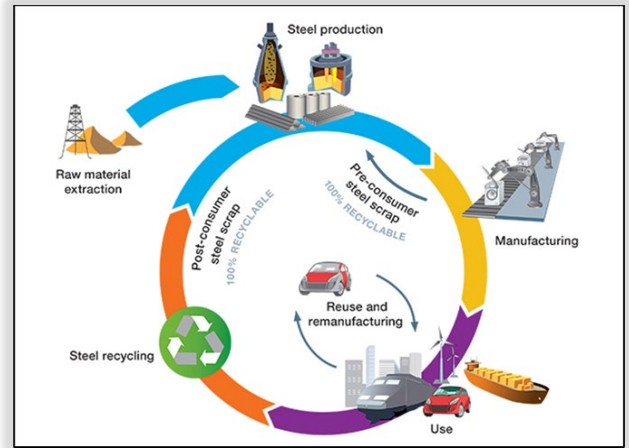 Steel production
Raw material
extraction
Pre-consumer
steel scrap
100% RECYCLABLE
Post-consumer
steel scrap
100% RECYCLABLE
Manufacturing
Reuse and
remanufacturing
Steel recycling
Use